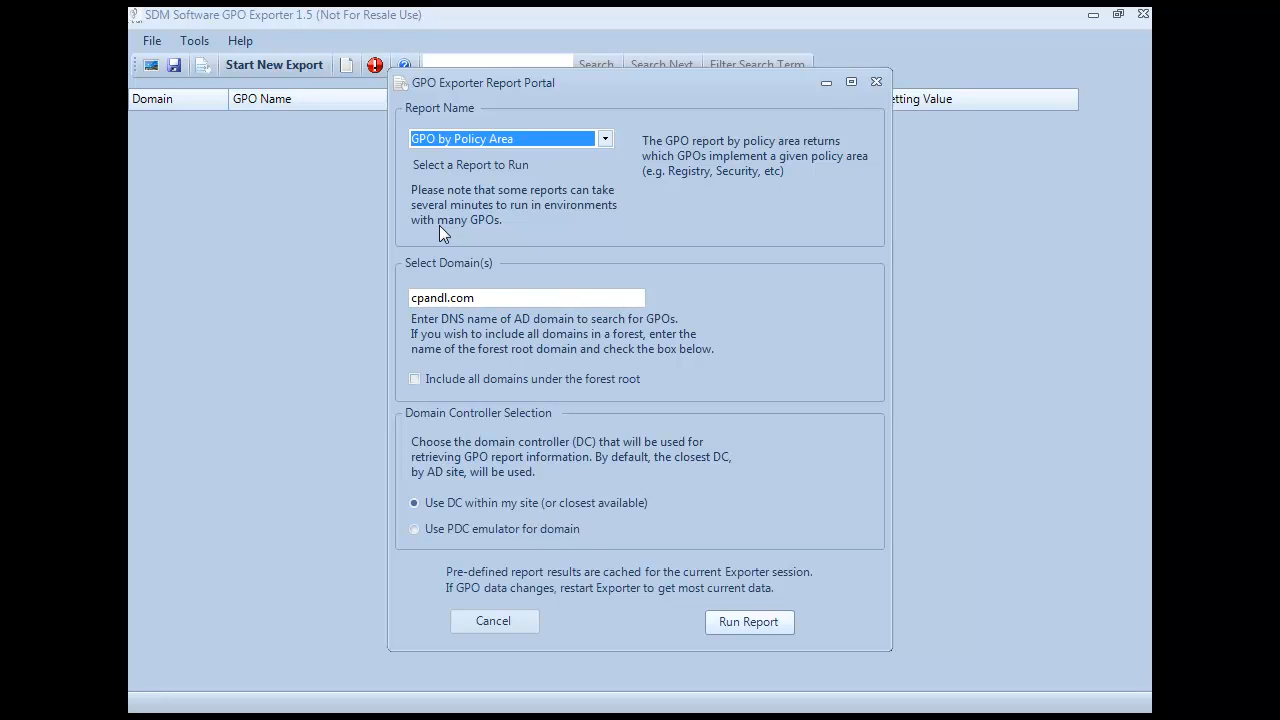 SDM Software GPO Exporter 1.5 (Not For Resale Use)
File Tools Help
Start New Export Search Search Next Filter Search Term
Domain GPO Name etting Value
GPO Exporter Report Portal
Report Name
GPO by Policy Area
Select a Report to Run
Please note that some reports can take
several minutes to run in environments
with many GPOs.
The GPO report by policy area returns
which GPOs implement a given policy area
(e.g. Registry, Security, etc)
Select Domain(s)
cpandl.com
Enter DNS name of AD domain to search for GPOs.
If you wish to include all domains in a forest, enter the
name of the forest root domain and check the box below.
Include all domains under the forest root
Domain Controller Selection
Choose the domain controller (DC) that will be used for
retrieving GPO report information. By default, the closest DC,
by AD site, will be used.
Use DC within my site (or closest available)
Use PDC emulator for domain
Pre-defined report results are cached for the current Exporter session.
If GPO data changes, restart Exporter to get most current data.
Cancel Run Report